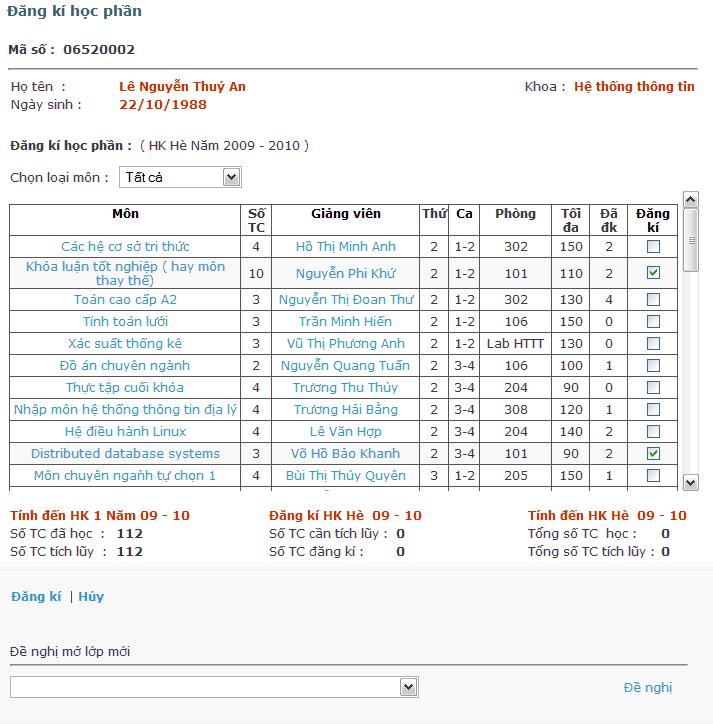 Đăng kí học phần
Mã số : 06520002
Họ tên : Lê Nguyễn Thuý An Khoa : Hệ thống thông tin
Ngày sinh : 22/10/1988
Đăng kí học phần : ( HK Hè Năm 2009 - 2010 )
Chọn loại môn : Tất cả
Môn Số TC Giảng viên Thứ Ca Phòng Tối đa Đã đk Đăng kí
Các hệ cơ sở tri thức 4 Hồ Thị Minh Anh 2 1-2 302 150 2
Khóa luận tốt nghiệp ( hay môn thay thế) 10 Nguyễn Phi Khứ 2 1-2 101 110 2
Toán cao cấp A2 3 Nguyễn Thị Đoan Thư 2 1-2 302 130 4
Tính toán lưới 3 Trần Minh Hiến 2 1-2 106 150 0
Xác suất thống kê 3 Vũ Thị Phương Anh 2 1-2 Lab HTTT 130 0
Đồ án chuyên ngành 2 Nguyễn Quang Tuấn 2 3-4 106 100 1
Thực tập cuối khóa 4 Trương Thu Thúy 2 3-4 204 90 0
Nhập môn hệ thống thông tin địa lý 4 Trương Hải Bằng 2 3-4 308 120 1
Hệ điều hành Linux 4 Lê Văn Hợp 2 3-4 204 140 2
Distributed database systems 3 Võ Hồ Bảo Khanh 2 3-4 101 90 2
Môn chuyên ngaǹh tự chọn 1 4 Bùi Thị Thúy Quyên 3 1-2 205 150 1
Tính đến HK 1 Năm 09 - 10 Đăng kí HK Hè 09 - 10 Tính đến HK Hè 09 - 10
Số TC đã học : 112 Số TC cần tích lũy : 0 Tổng số TC học : 0
Số TC tích lũy : 112 Số TC đăng kí : 0 Tổng số TC tích lũy : 0
Đăng kí | Hủy
Đề nghị mở lớp mới
Đề nghị